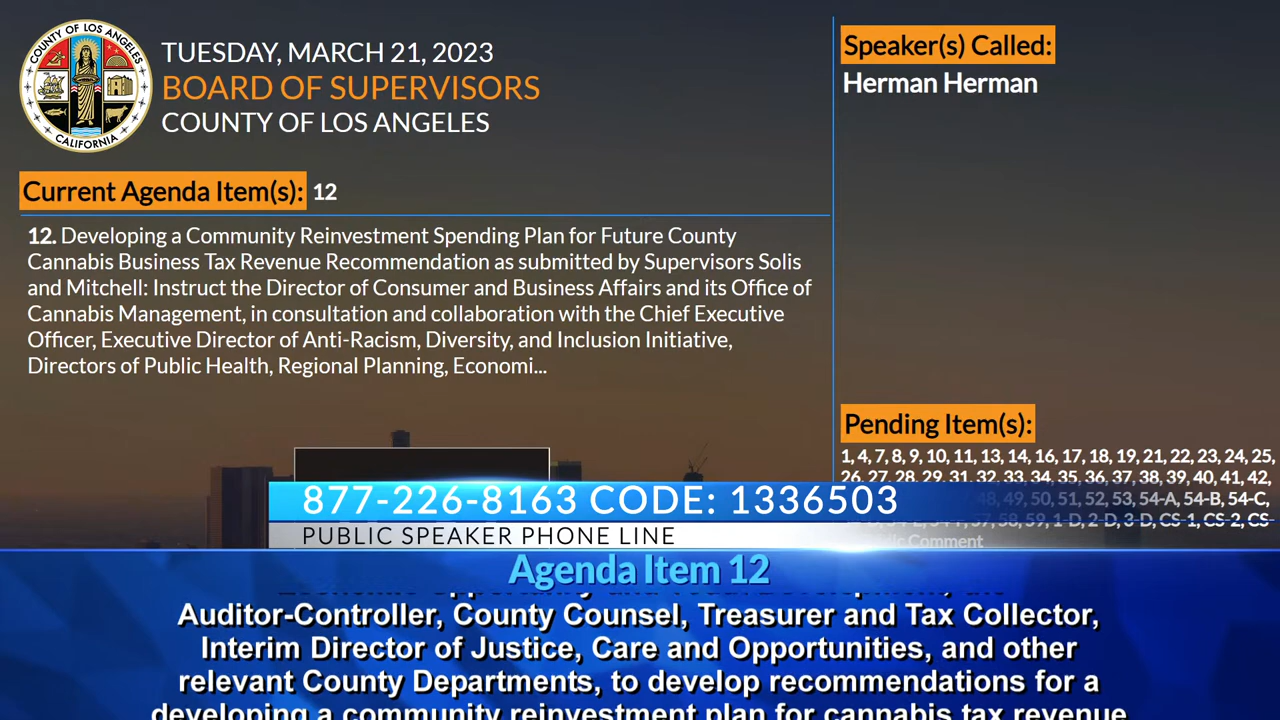 COUNTY OF LOS ANGELES
CALIFORNIA
TUESDAY, MARCH 21, 2023
BOARD OF SUPERVISORS
COUNTY OF LOS ANGELES
Current Agenda Item(s): 12
12. Developing a Community Reinvestment Spending Plan for Future County
Cannabis Business Tax Revenue Recommendation as submitted by Supervisors Solis
and Mitchell: Instruct the Director of Consumer and Business Affairs and its Office of
Cannabis Management, in consultation and collaboration with the Chief Executive
Officer, Executive Director of Anti-Racism, Diversity, and Inclusion Initiative,
Directors of Public Health, Regional Planning, Economi...
Speaker(s) Called:
Herman Herman
Pending Item(s):
1, 4, 7, 8, 9, 10, 11, 13, 14, 16, 17, 18, 19, 21, 22, 23, 24, 25,
26, 27, 28, 29, 31, 32, 33, 34, 35, 36, 37, 38, 39, 40, 41, 42,
48, 49, 50, 51, 52, 53, 54-A, 54-B, 54-C,
57, 58, 59, 1-D, 2-D, 3-D, CS-1, CS-2, CS-
Comment
877-226-8163 CODE: 1336503
PUBLIC SPEAKER PHONE LINE
Agenda Item 12
Auditor-Controller, County Counsel, Treasurer and Tax Collector,
Interim Director of Justice, Care and Opportunities, and other
relevant County Departments, to develop recommendations for a
developing a community reinvestment plan for cannabis tax revenue